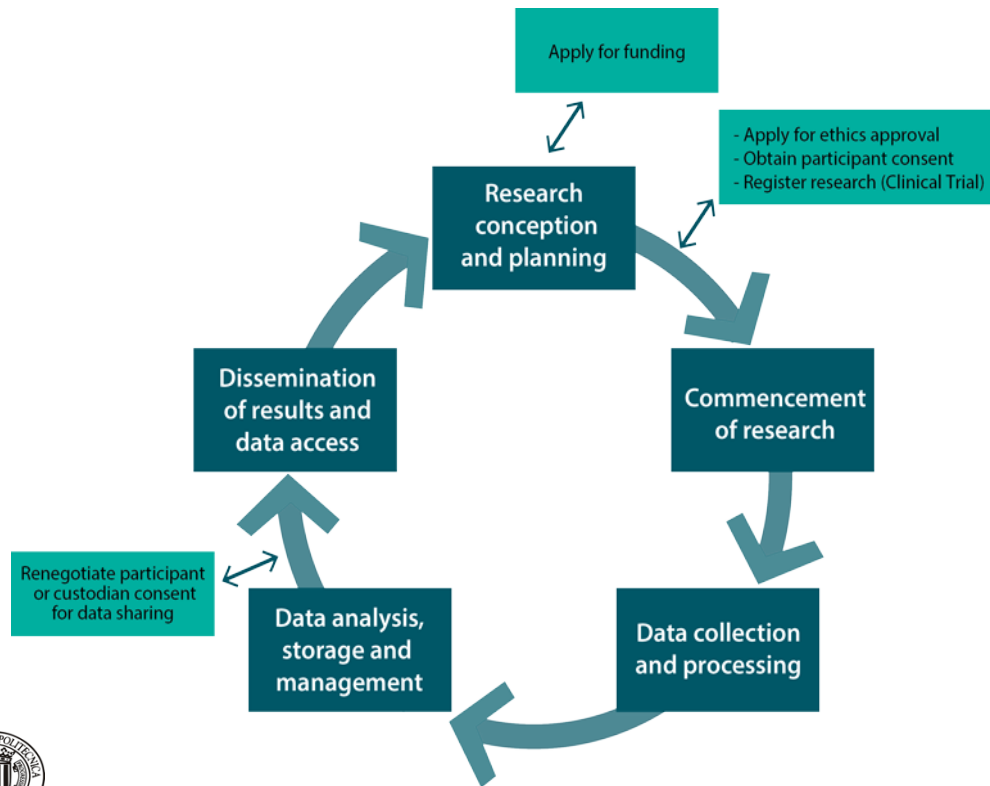 Apply for funding
- Apply for ethics approval
- Obtain participant consent
- Register research (Clinical Trial)
Research
conception
and planning
Commencement
of research
Data collection
and processing
Data analysis,
storage and
management
Renegotiate participant
or custodian consent
for data sharing
Dissemination
of results and
data access
POLITECNICA